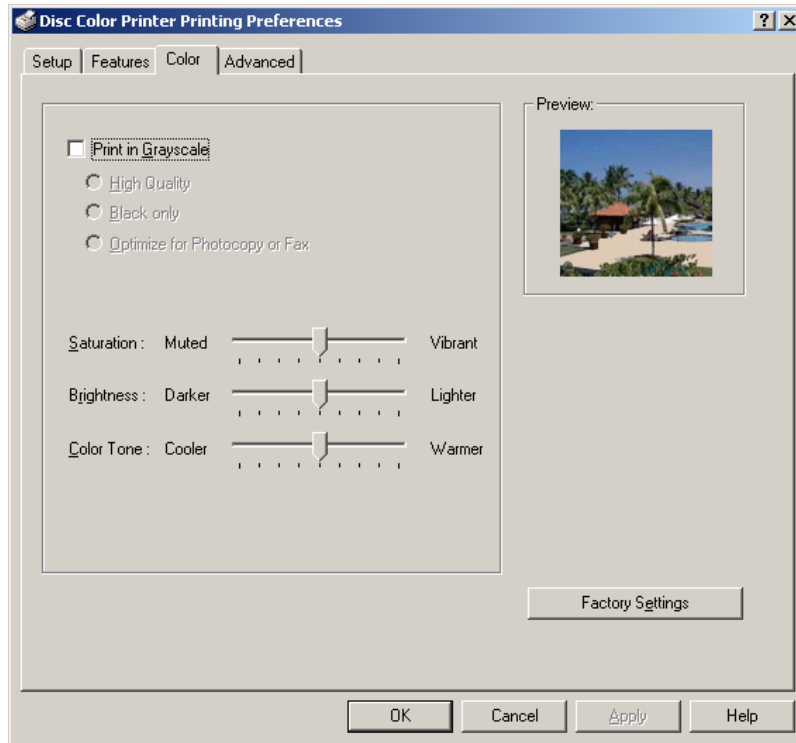 Disc Color Printer Printing Preferences
Setup Features Color Advanced
Print in Grayscale
High Quality
Black only
Optimize for Photocopy or Fax
Preview:
Saturation : Muted Vibrant
Brightness : Darker Lighter
Color Tone : Cooler Warmer
Factory Settings
OK Cancel Apply Help